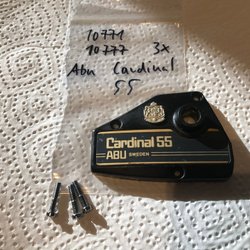 10771
10777 3x
Abu Cardinal
55
Cardinal 55
ABU SWEDEN